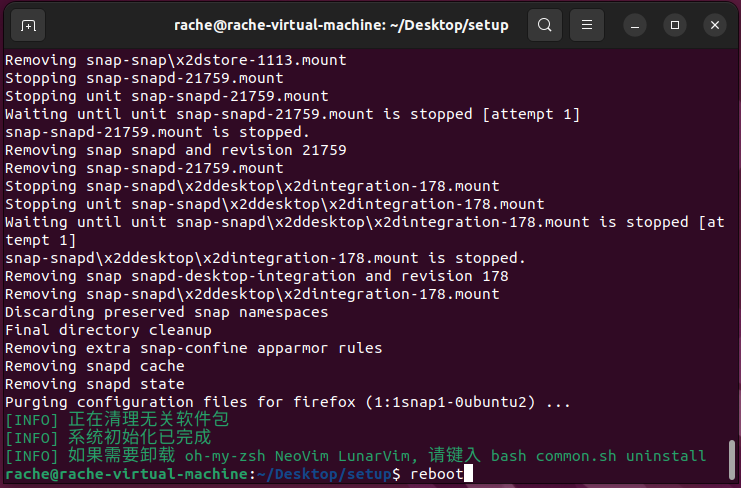 rache@rache-virtual-machine: ~/Desktop/setup
Removing snap-snap\x2dstore-1113.mount
Stopping snap-snapd-21759.mount
Stopping unit snap-snapd-21759.mount
Waiting until unit snap-snapd-21759.mount is stopped [attempt 1]
snap-snapd-21759.mount is stopped.
Removing snap snapd and revision 21759
Removing snap-snapd-21759.mount
Stopping snap-snapd\x2ddesktop\x2dintegration-178.mount
Stopping unit snap-snapd\x2ddesktop\x2dintegration-178.mount
Waiting until unit snap-snapd\x2ddesktop\x2dintegration-178.mount is stopped [at
tempt 1]
snap-snapd\x2ddesktop\x2dintegration-178.mount is stopped.
Removing snap snapd-desktop-integration and revision 178
Removing snap-snapd\x2ddesktop\x2dintegration-178.mount
Discarding preserved snap namespaces
Final directory cleanup
Removing extra snap-confine apparmor rules
Removing snapd cache
Removing snapd state
Purging configuration files for firefox (1:1snap1-0ubuntu2) ...
[INFO] 正在清理无关软件包
[INFO] 系统初始化已完成
[INFO] 如果需要卸载 oh-my-zsh NeoVim LunarVim, 请键入 bash common.sh uninstall
rache@rache-virtual-machine:~/Desktop/setup$ reboot